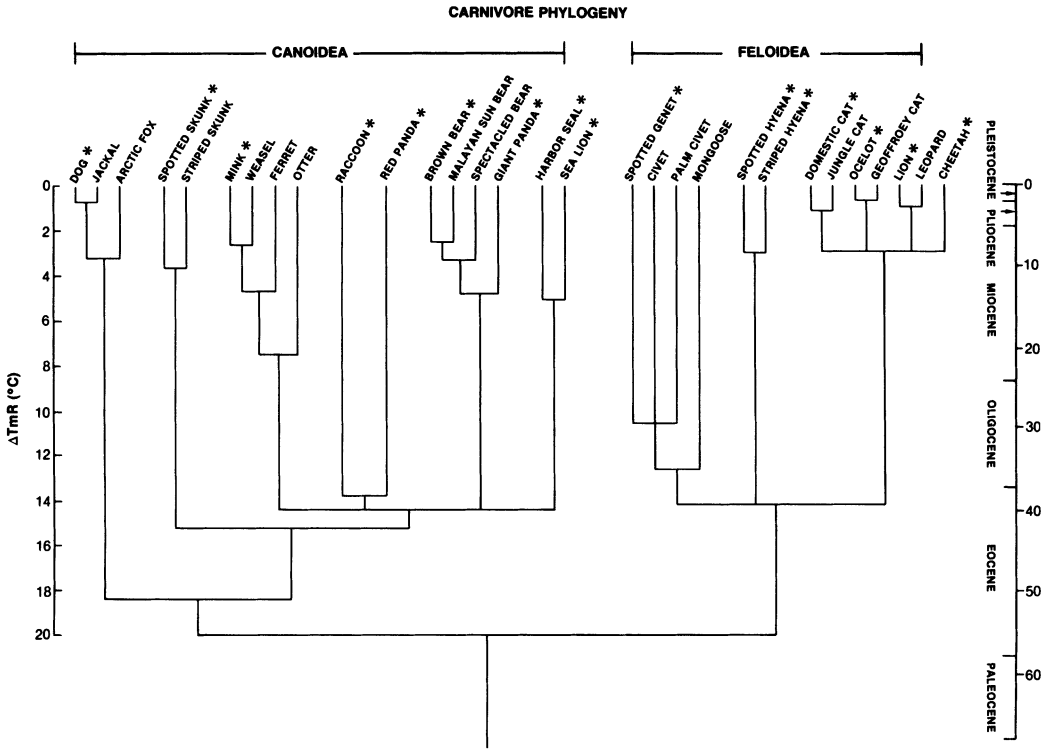 CARNIVORE PHYLOGENY
CANOIDEA
FELOIDEA
DOG *
JACKAL
ARCTIC FOX
SPOTTED SKUNK *
STRIPED SKUNK
MINK *
WEASEL
FERRET
OTTER
RACCOON *
RED PANDA *
BROWN BEAR *
MALAYAN SUN BEAR
SPECTACLED BEAR
GIANT PANDA *
HARBOR SEAL *
SEA LION *
SPOTTED GENET *
CIVET
PALM CIVET
MONGOOSE
SPOTTED HYENA *
STRIPED HYENA *
DOMESTIC CAT *
JUNGLE CAT
OCELOT *
GEOFFROEY CAT
LION *
LEOPARD
CHEETAH *
ΔTmR (°C)
0
2
4
6
8
10
12
14
16
18
20
PLEISTOCENE
PLIOCENE
MIOCENE
OLIGOCENE
EOCENE
PALEOCENE
0
10
20
30
40
50
60